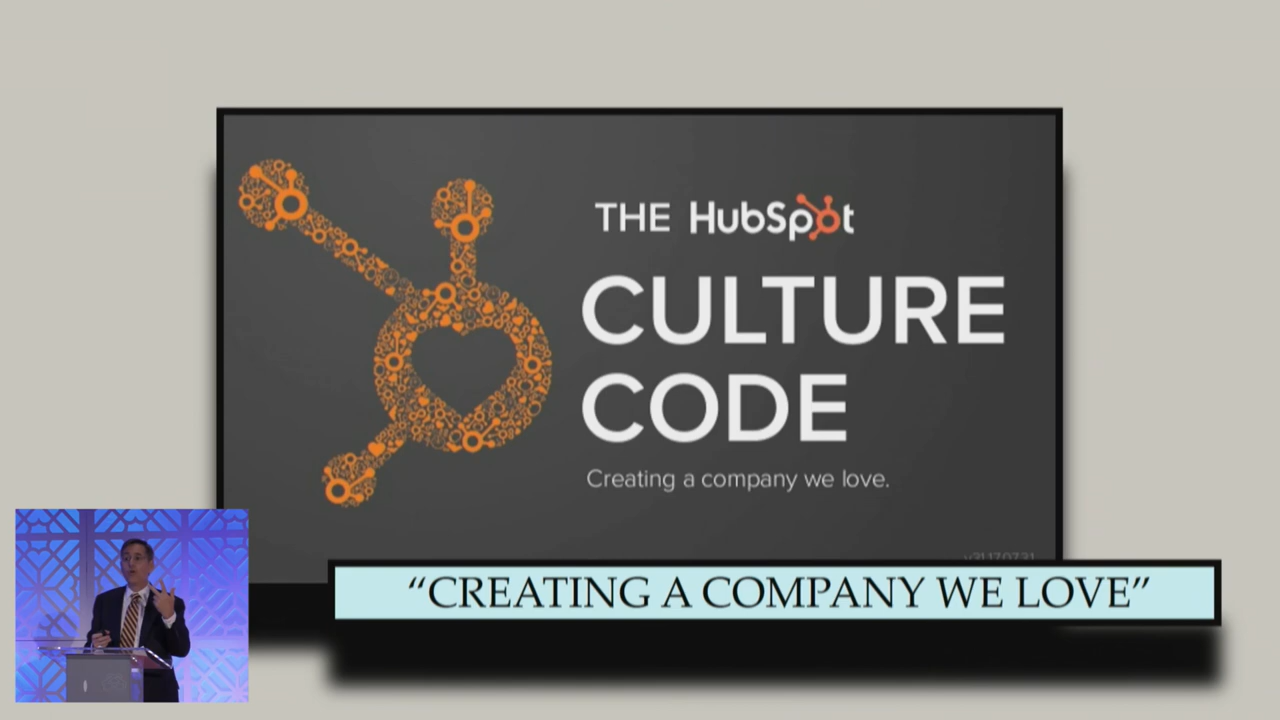 THE HubSpot
CULTURE
CODE
Creating a company we love.
“CREATING A COMPANY WE LOVE”